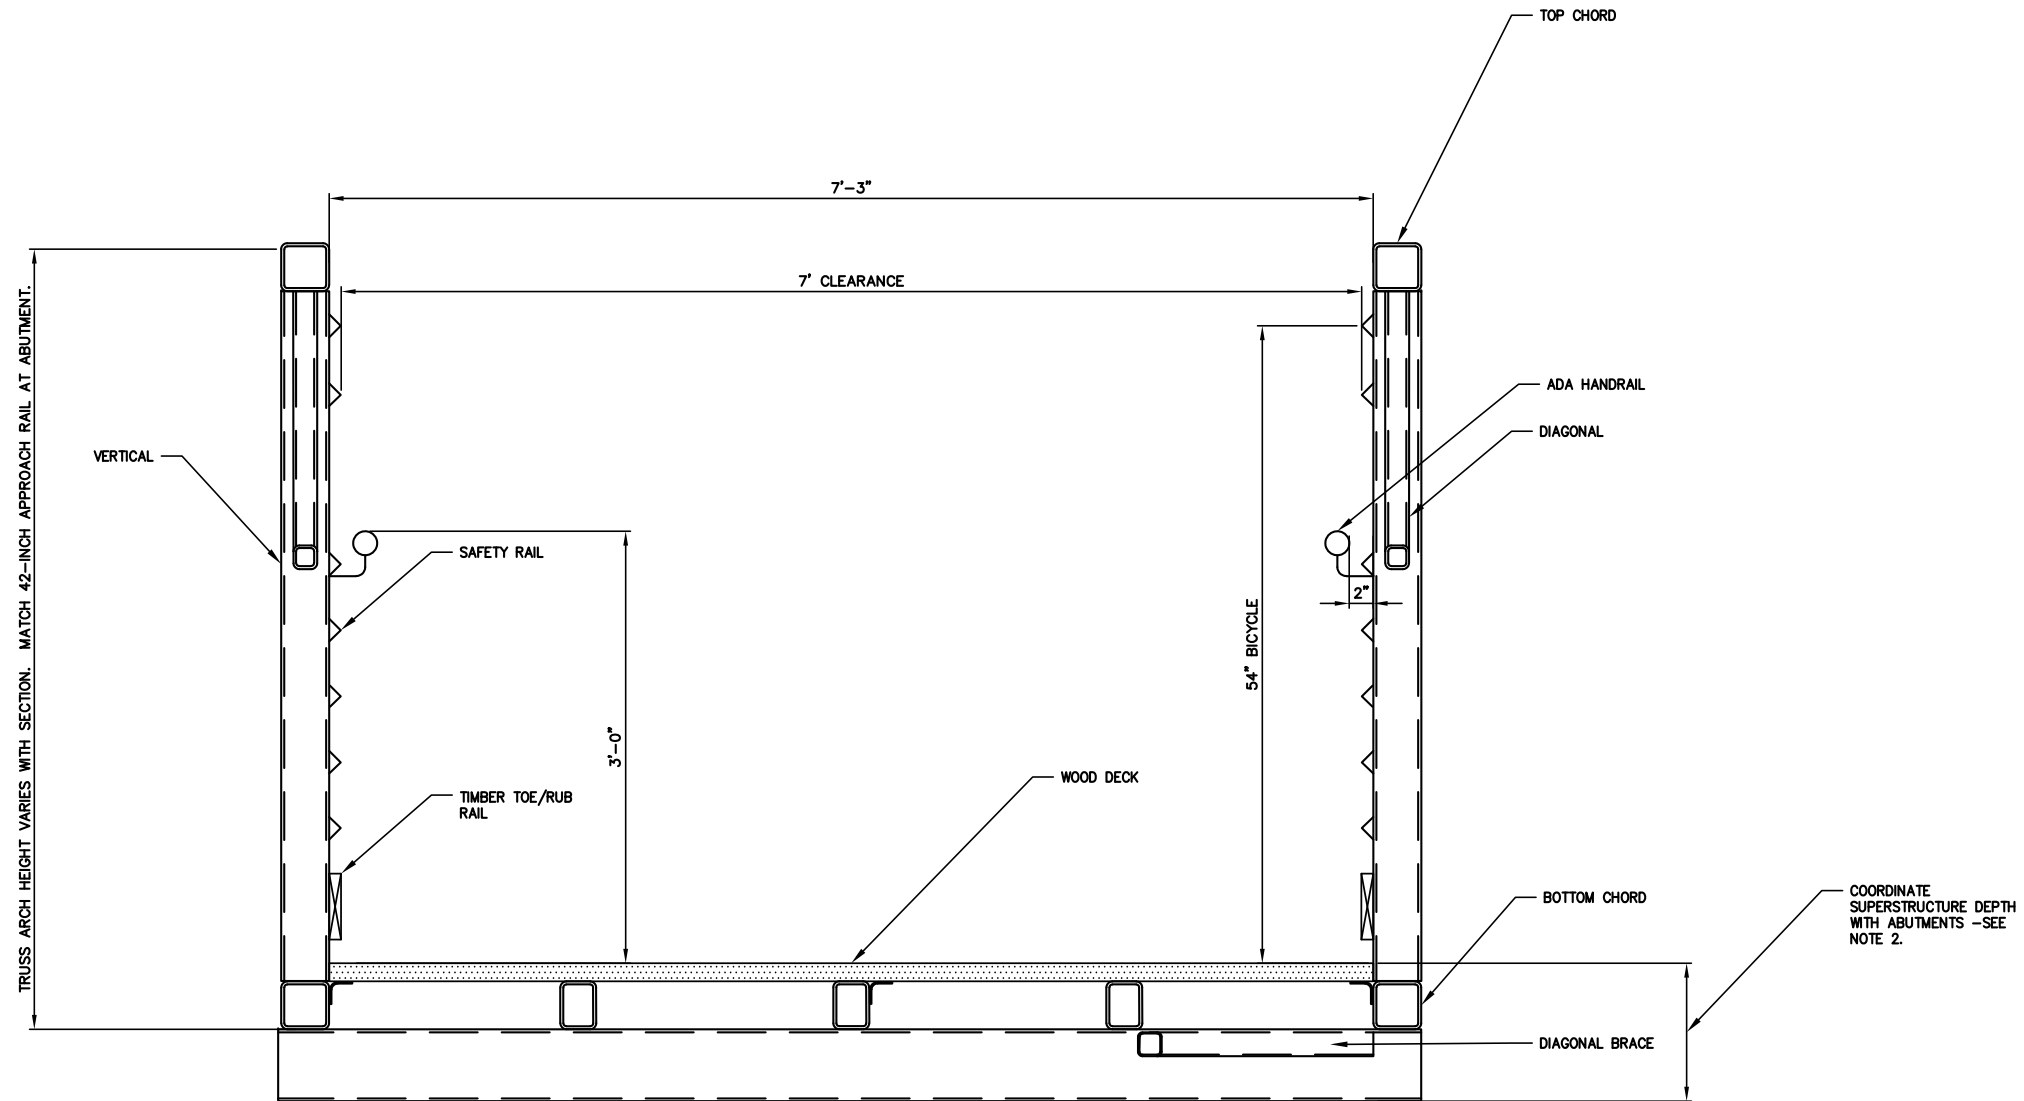 TOP CHORD
7'-3"
7' CLEARANCE
TRUSS ARCH HEIGHT VARIES WITH SECTION.  MATCH 42-INCH APPROACH RAIL AT ABUTMENT.
ADA HANDRAIL
DIAGONAL
VERTICAL
SAFETY RAIL
2"
54" BICYCLE
3'-0"
WOOD DECK
TIMBER TOE/RUB
RAIL
BOTTOM CHORD
COORDINATE
SUPERSTRUCTURE DEPTH
WITH ABUTMENTS -SEE
NOTE 2.
DIAGONAL BRACE